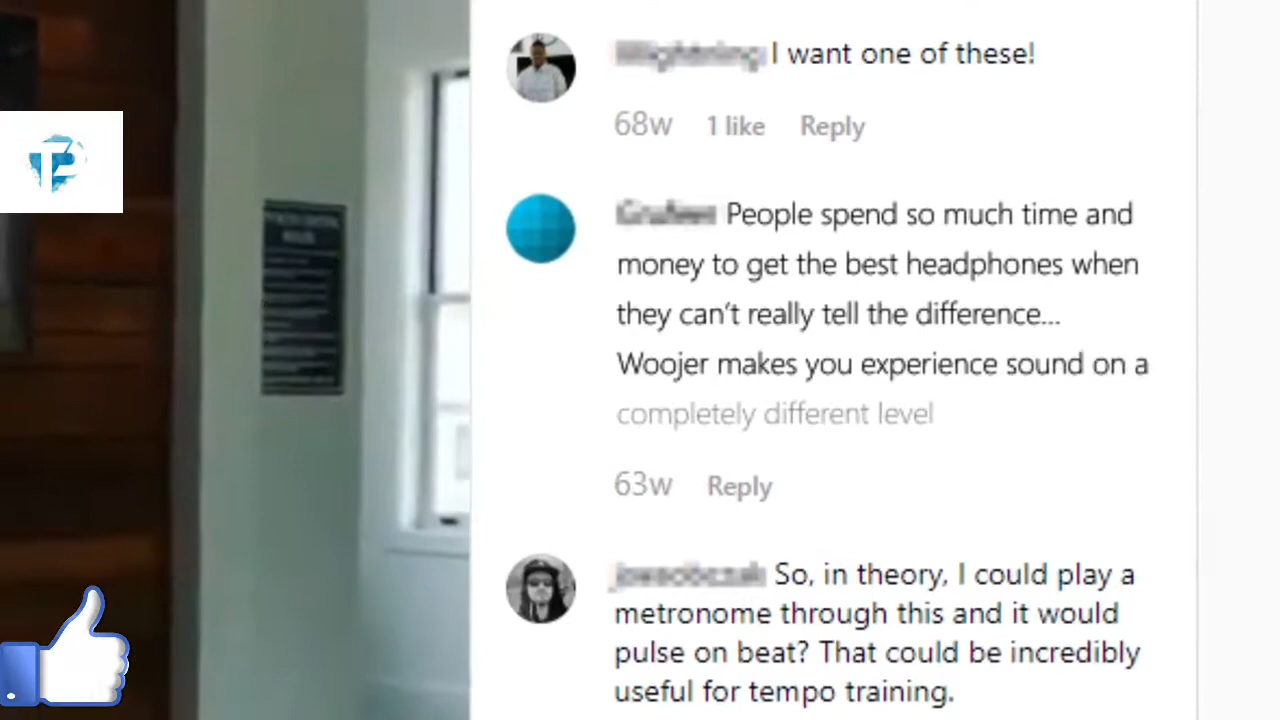 I want one of these!
68w 1 like Reply
People spend so much time and
money to get the best headphones when
they can't really tell the difference...
Woojer makes you experience sound on a
completely different level
63w Reply
So, in theory, I could play a
metronome through this and it would
pulse on beat? That could be incredibly
useful for tempo training.